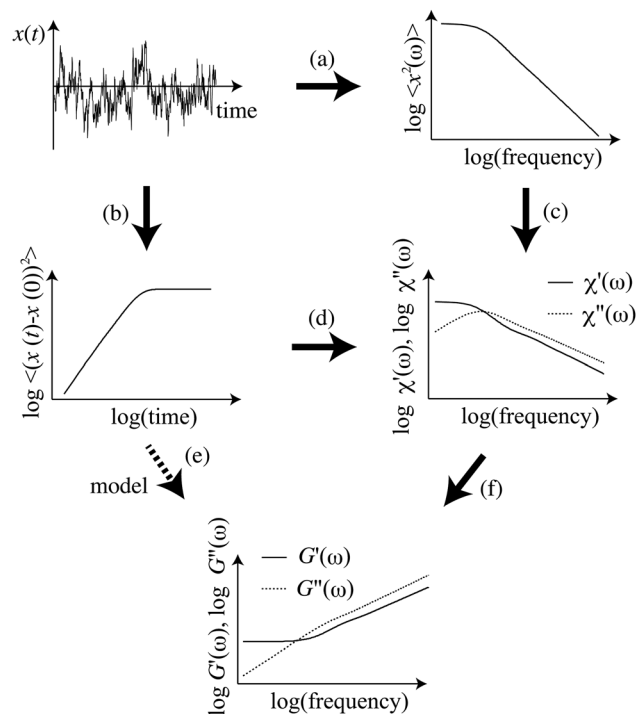 x(t)
time
(a)
log <x²(ω)>
log(frequency)
(b)
(c)
log <(x (t)-x (0))²>
log(time)
(d)
log χ'(ω), log χ"(ω)
χ'(ω)
χ"(ω)
log(frequency)
(e)
model
(f)
log G'(ω), log G"(ω)
G'(ω)
G"(ω)
log(frequency)